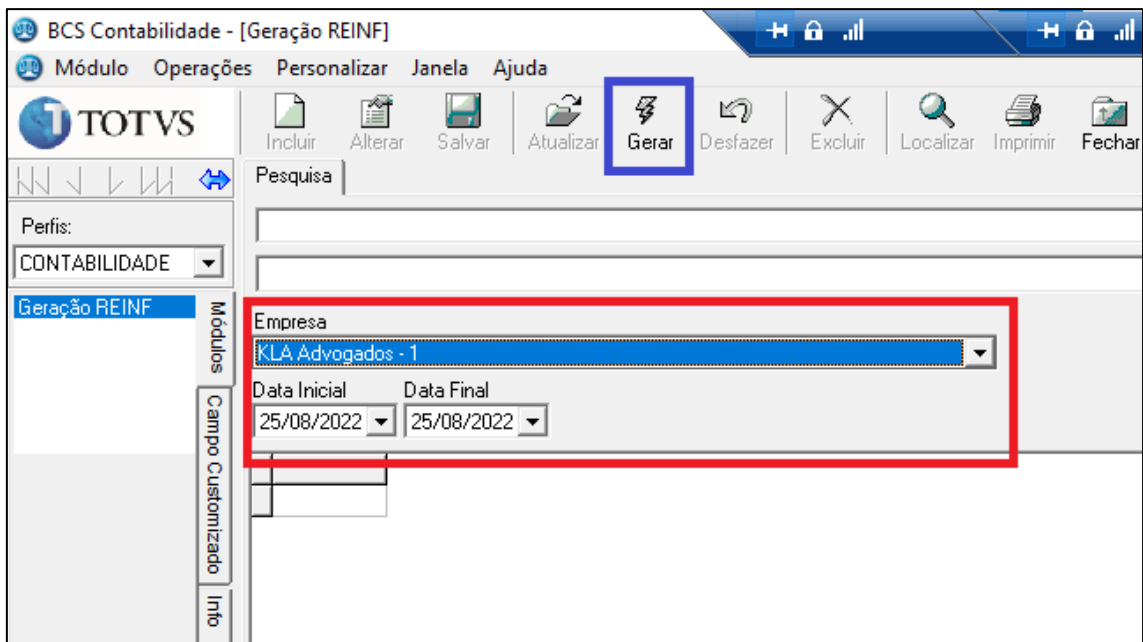 BCS Contabilidade - [Geração REINF]
Módulo Operações Personalizar Janela Ajuda
TOTVS
Incluir Alterar Salvar Atualizar Gerar Desfazer Excluir Localizar Imprimir Fechar
Pesquisa
Perfis:
CONTABILIDADE
Geração REINF
Módulos
Campo Customizado
Info
Empresa
KLA Advogados - 1
Data Inicial Data Final
25/08/2022 25/08/2022